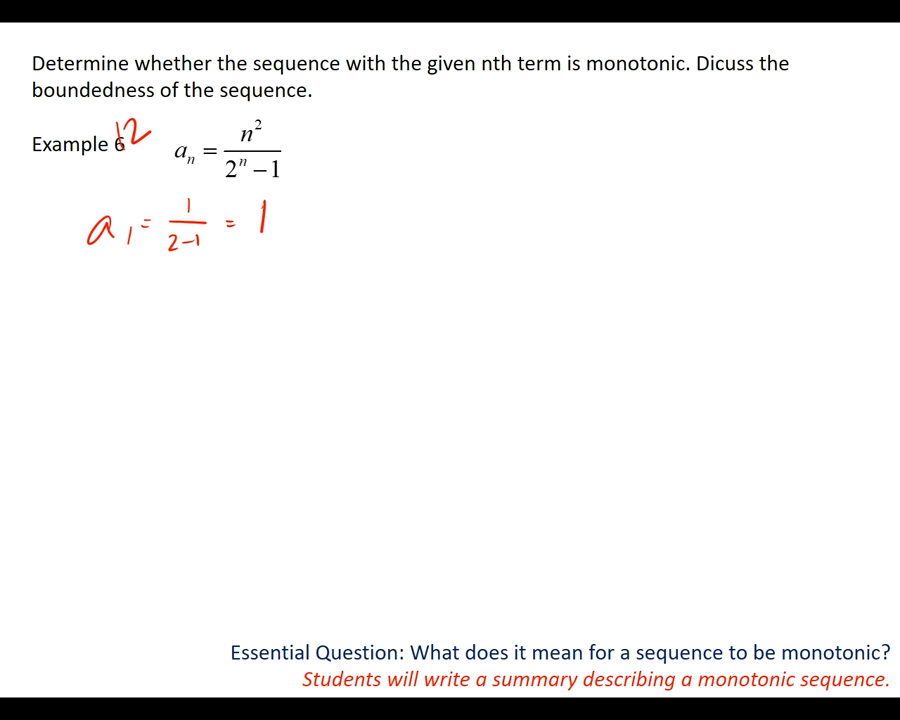 Determine whether the sequence with the given nth term is monotonic. Dicuss the
boundedness of the sequence.
Example 6 12 aₙ = n² / (2ⁿ − 1)
a₁ = 1 / (2−1) = 1
Essential Question: What does it mean for a sequence to be monotonic?
Students will write a summary describing a monotonic sequence.